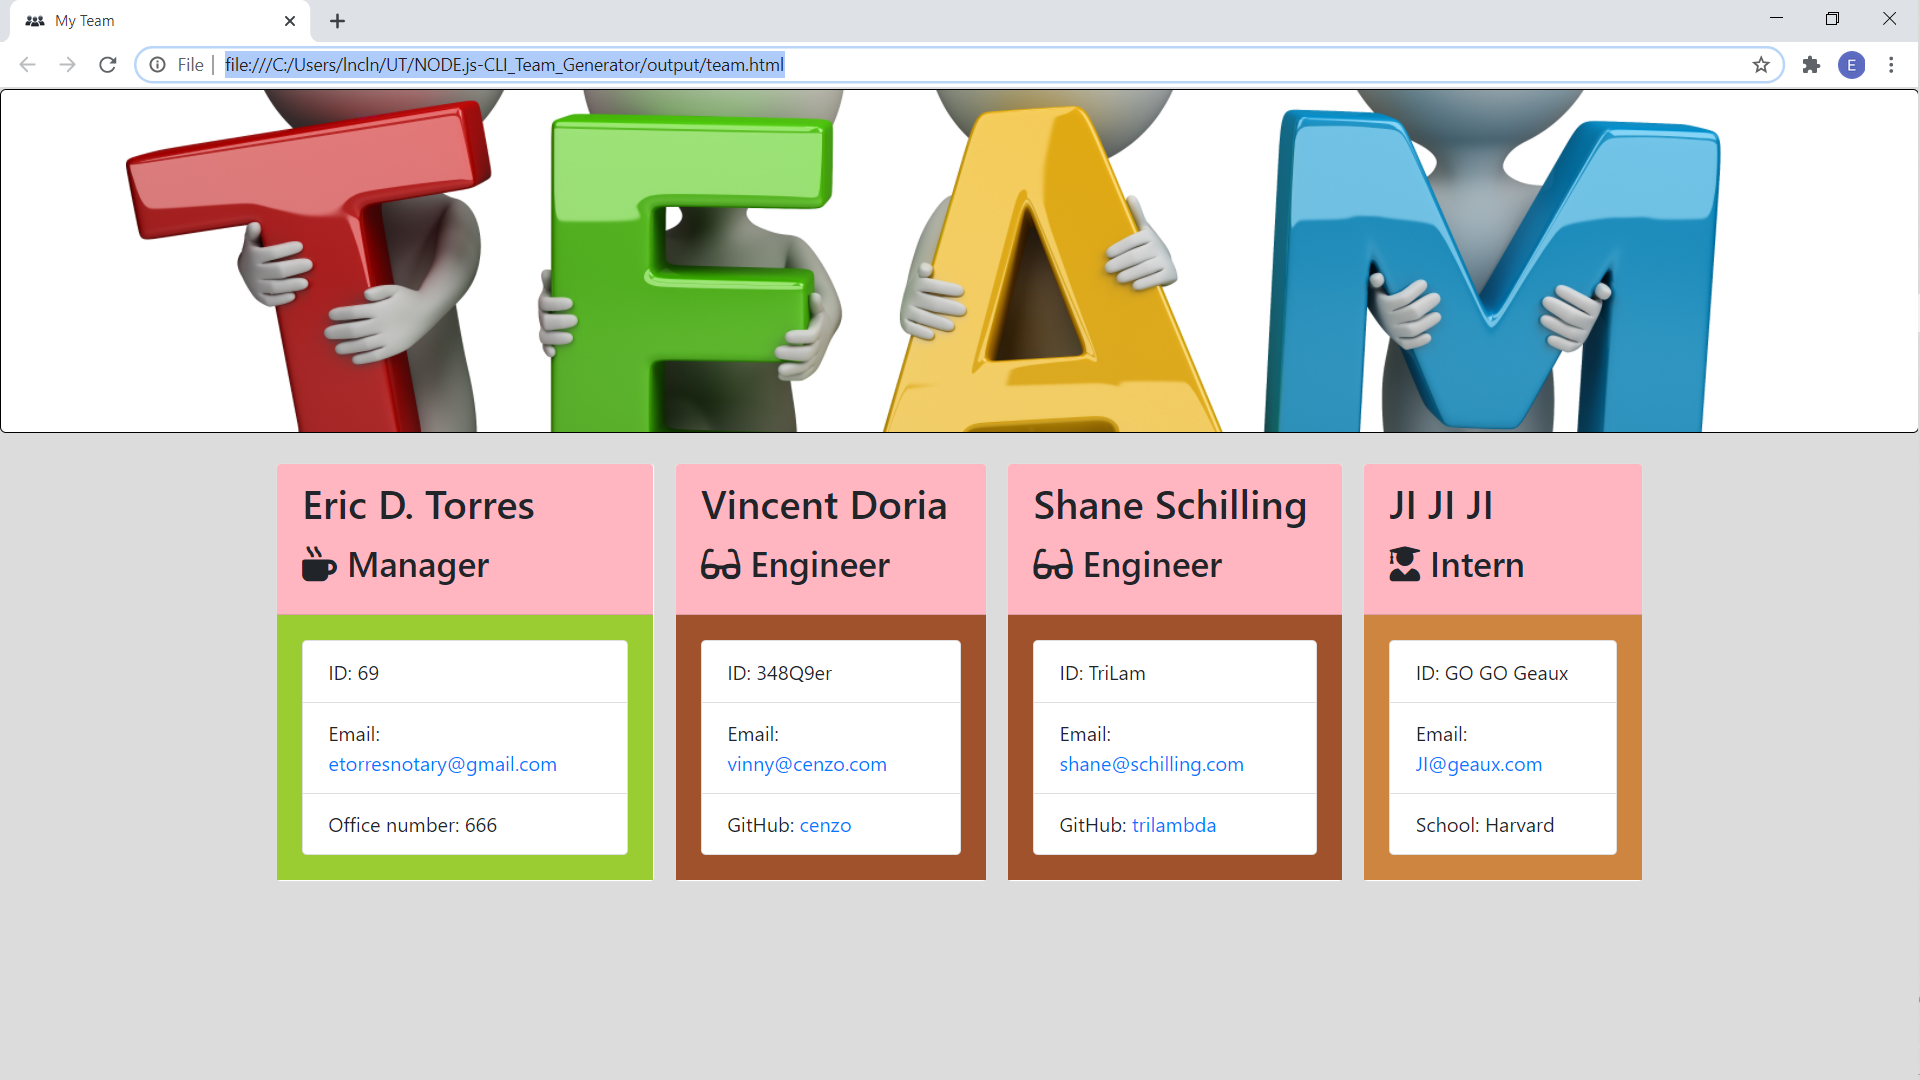 My Team
File
file:///C:/Users/lncln/UT/NODE.js-CLI_Team_Generator/output/team.html
E
TEAM
Eric D. Torres
Manager
ID: 69
Email:
etorresnotary@gmail.com
Office number: 666
Vincent Doria
Engineer
ID: 348Q9er
Email:
vinny@cenzo.com
GitHub: cenzo
Shane Schilling
Engineer
ID: TriLam
Email:
shane@schilling.com
GitHub: trilambda
JI JI JI
Intern
ID: GO GO Geaux
Email:
JI@geaux.com
School: Harvard